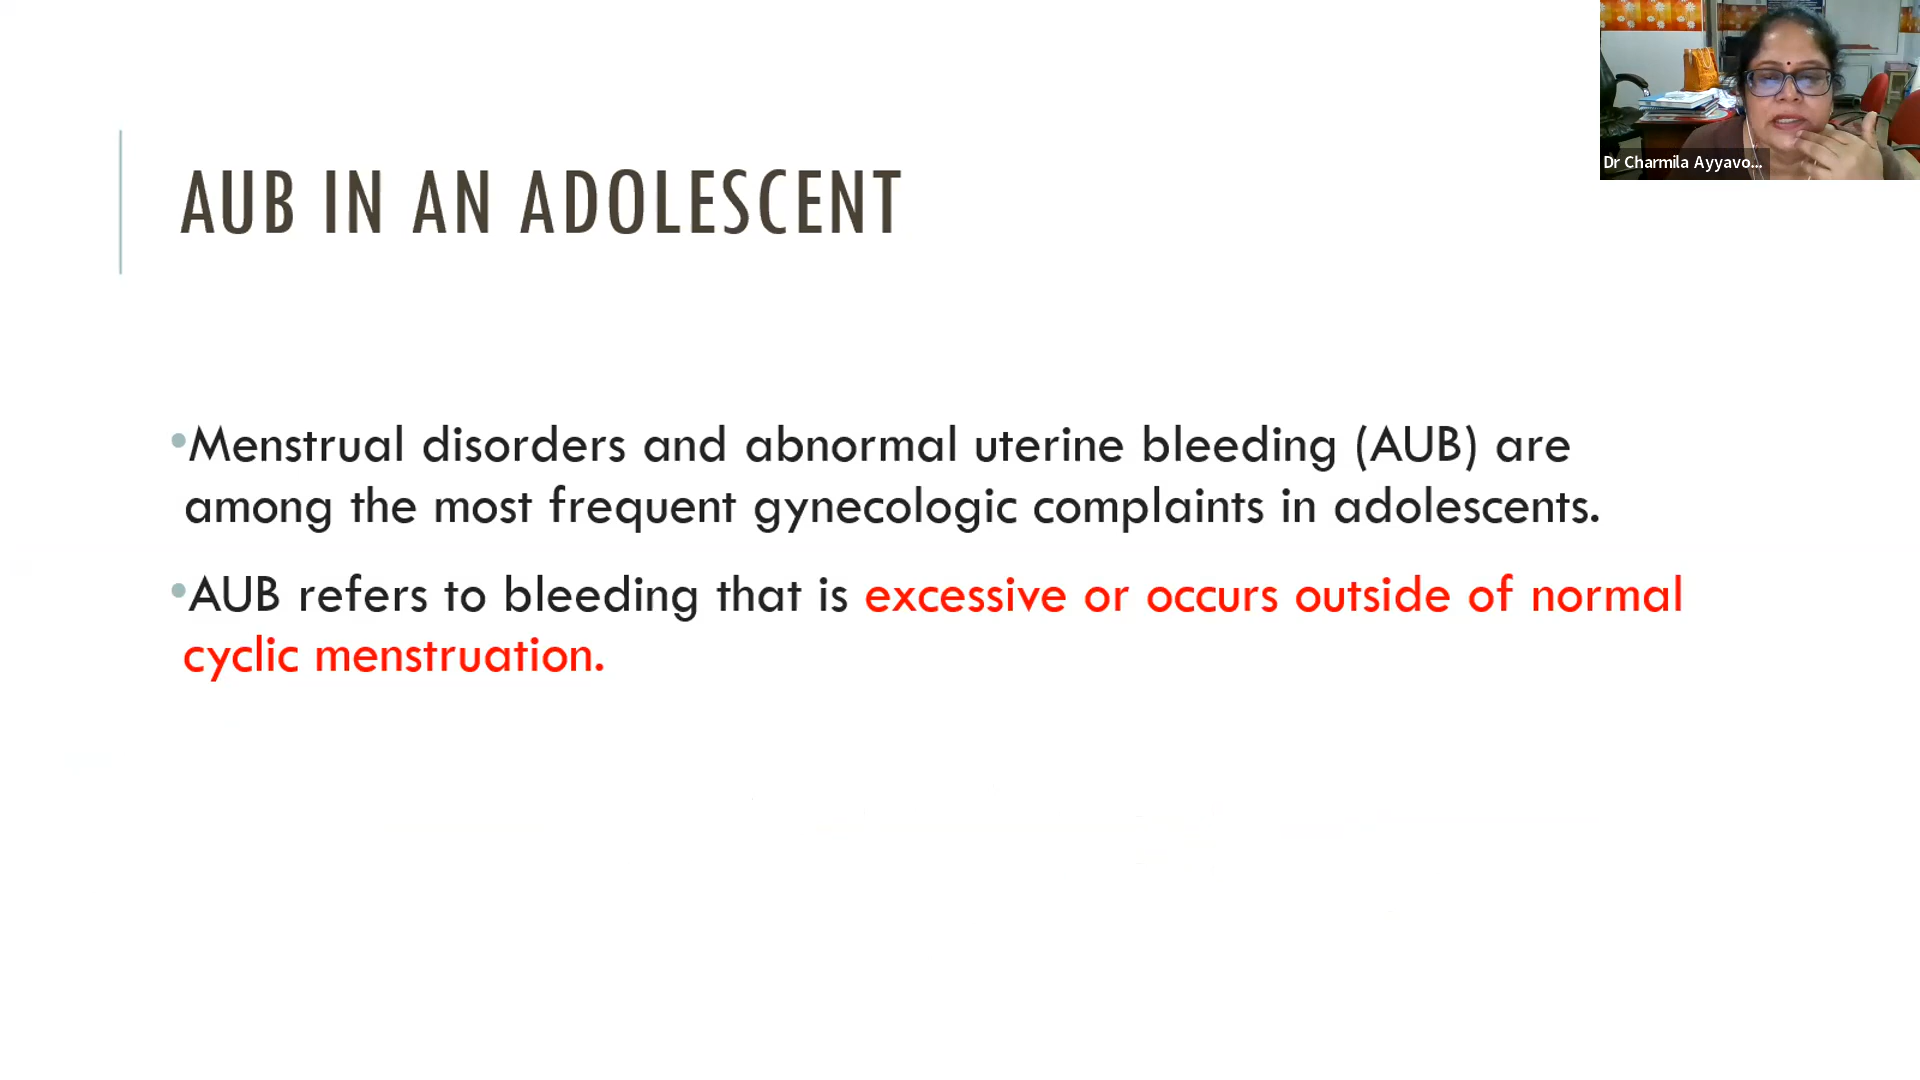 AUB IN AN ADOLESCENT
•Menstrual disorders and abnormal uterine bleeding (AUB) are
among the most frequent gynecologic complaints in adolescents.
•AUB refers to bleeding that is excessive or occurs outside of normal
cyclic menstruation.
Dr Charmila Ayyavo...